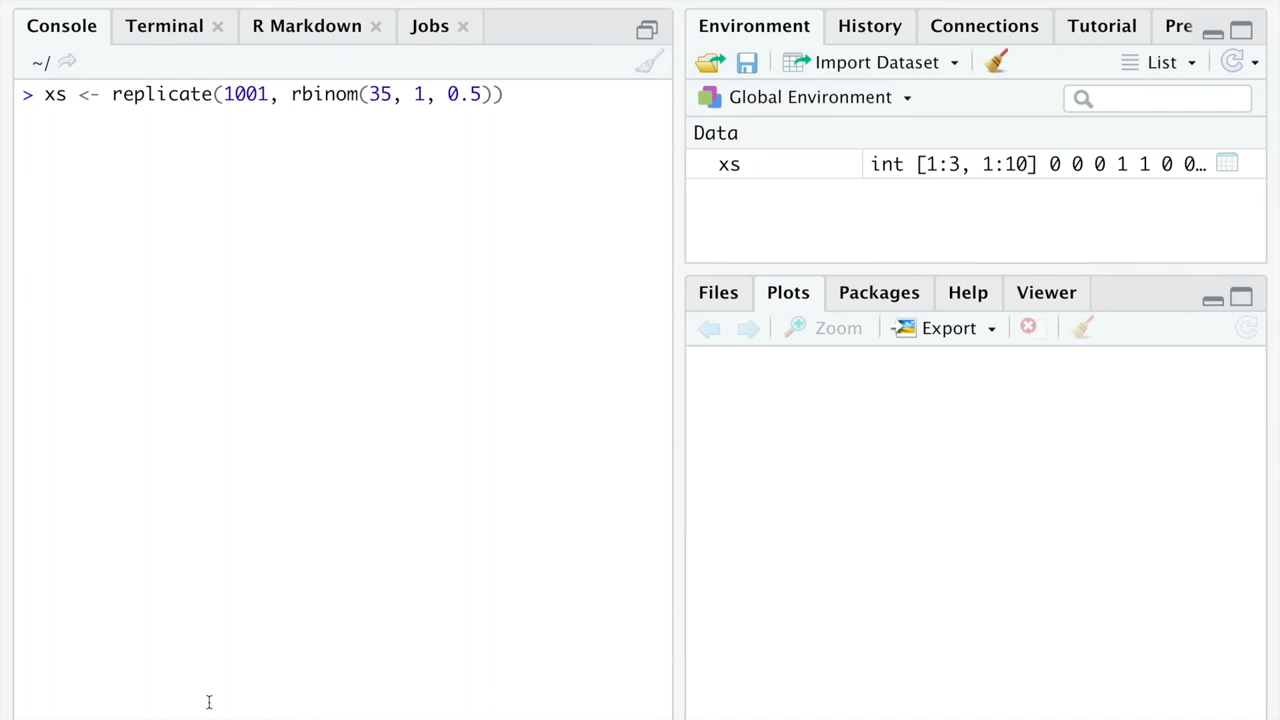 Console Terminal R Markdown Jobs
~/
> xs <- replicate(1001, rbinom(35, 1, 0.5))
Environment History Connections Tutorial Pre
Import Dataset List
Global Environment
Data
xs int [1:3, 1:10] 0 0 0 1 1 0 0…
Files Plots Packages Help Viewer
Zoom Export